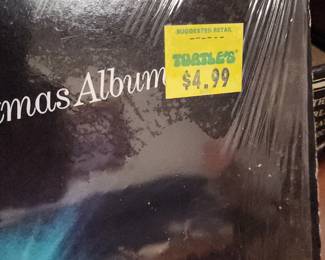 SUGGESTED RETAIL
TURTLE'S
$4.99
mas Album